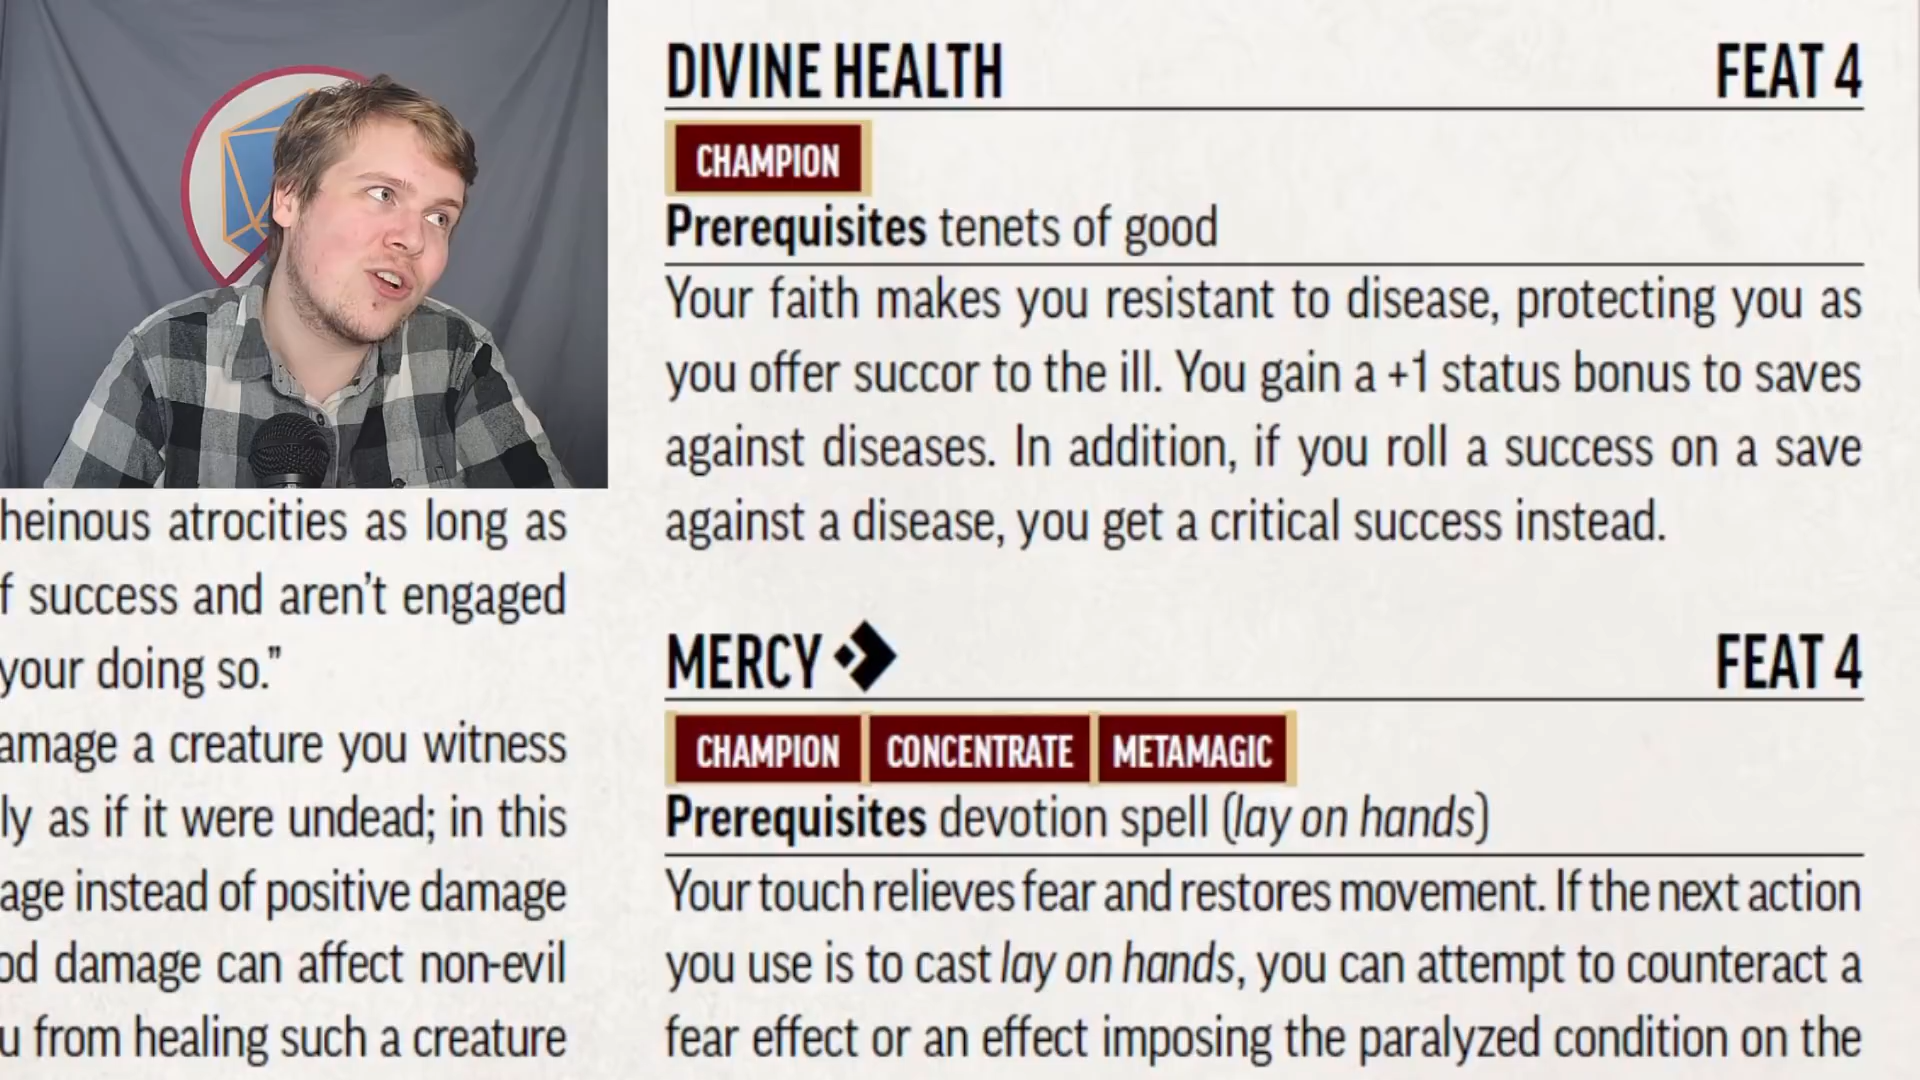 heinous atrocities as long as
f success and aren't engaged
your doing so."
amage a creature you witness
ly as if it were undead; in this
age instead of positive damage
od damage can affect non-evil
u from healing such a creature
DIVINE HEALTH FEAT 4
CHAMPION
Prerequisites tenets of good
Your faith makes you resistant to disease, protecting you as
you offer succor to the ill. You gain a +1 status bonus to saves
against diseases. In addition, if you roll a success on a save
against a disease, you get a critical success instead.
MERCY FEAT 4
CHAMPION CONCENTRATE METAMAGIC
Prerequisites devotion spell (lay on hands)
Your touch relieves fear and restores movement. If the next action
you use is to cast lay on hands, you can attempt to counteract a
fear effect or an effect imposing the paralyzed condition on the